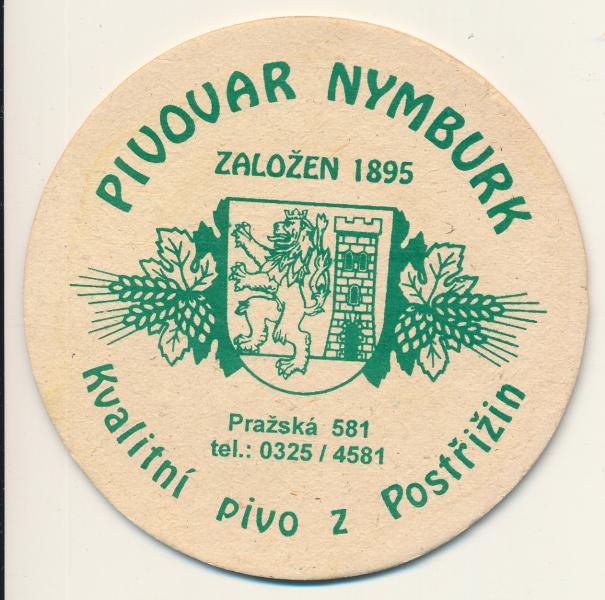 PIVOVAR NYMBURK
ZALOŽEN 1895
Pražská 581
tel.: 0325 / 4581
Kvalitní pivo z Postřižin